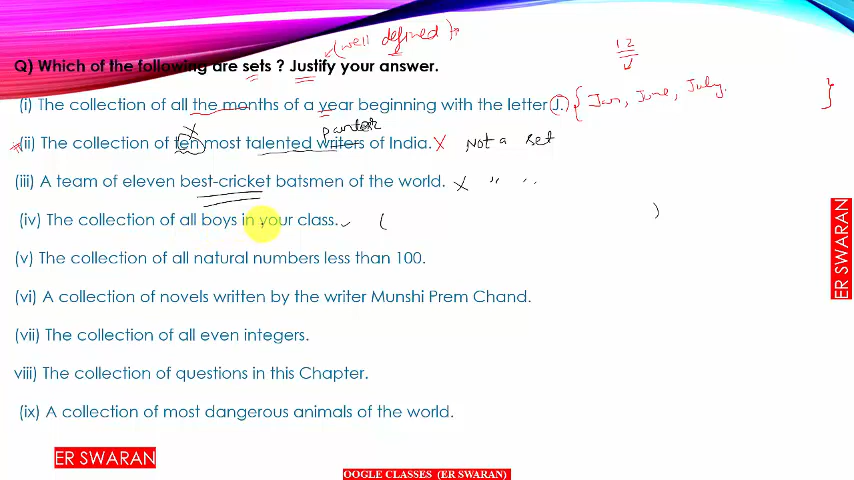 (well defined)
12
Q) Which of the following are sets ? Justify your answer.
(i) The collection of all the months of a year beginning with the letter J. { Jan, June, July. }
painter
(ii) The collection of ten most talented writers of India. X Not a set
(iii) A team of eleven best-cricket batsmen of the world. X " "
(iv) The collection of all boys in your class. ✓ ( )
(v) The collection of all natural numbers less than 100.
(vi) A collection of novels written by the writer Munshi Prem Chand.
(vii) The collection of all even integers.
viii) The collection of questions in this Chapter.
(ix) A collection of most dangerous animals of the world.
ER SWARAN
ER SWARAN
OOGLE CLASSES (ER SWARAN)